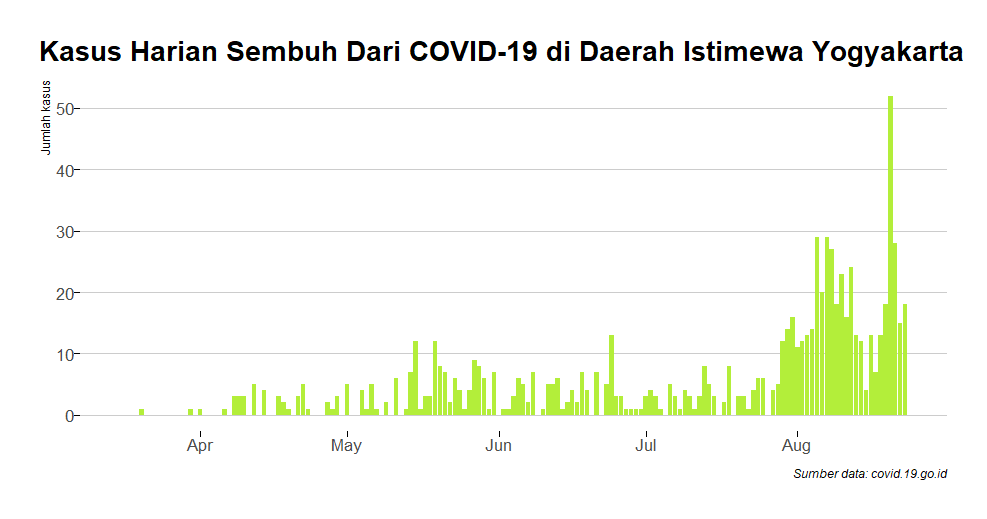 Kasus Harian Sembuh Dari COVID-19 di Daerah Istimewa Yogyakarta
Jumlah kasus
50
40
30
20
10
0
Apr May Jun Jul Aug
Sumber data: covid.19.go.id